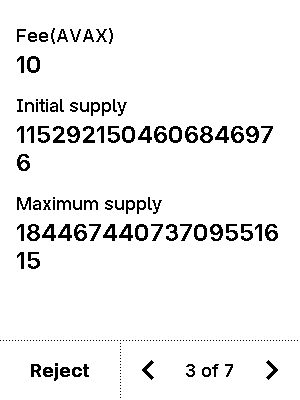 Fee(AVAX)
10
Initial supply
115292150460684697
6
Maximum supply
184467440737095516
15
Reject
3 of 7